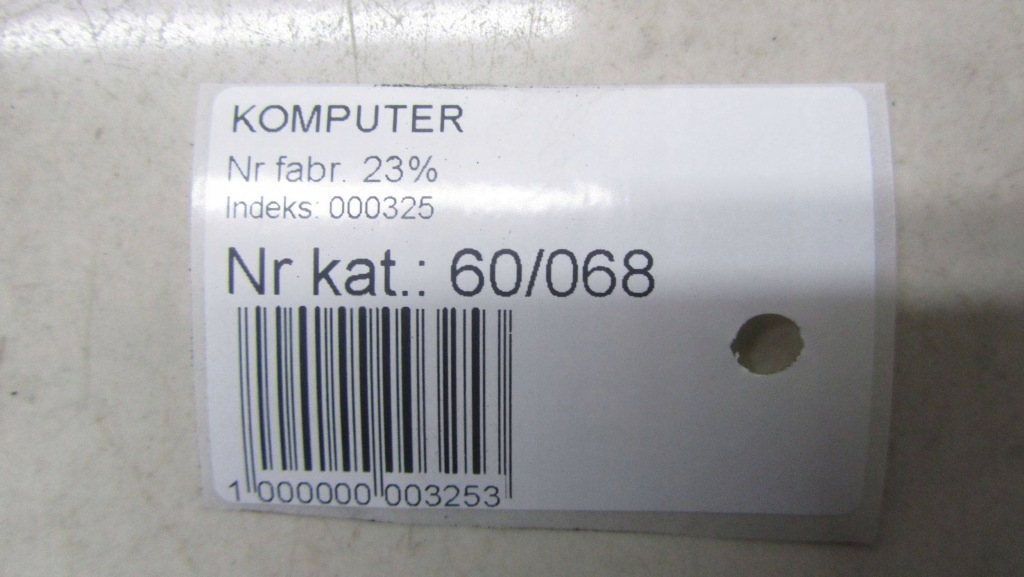 KOMPUTER
Nr fabr. 23%
Indeks: 000325
Nr kat.: 60/068
1 000000 003253